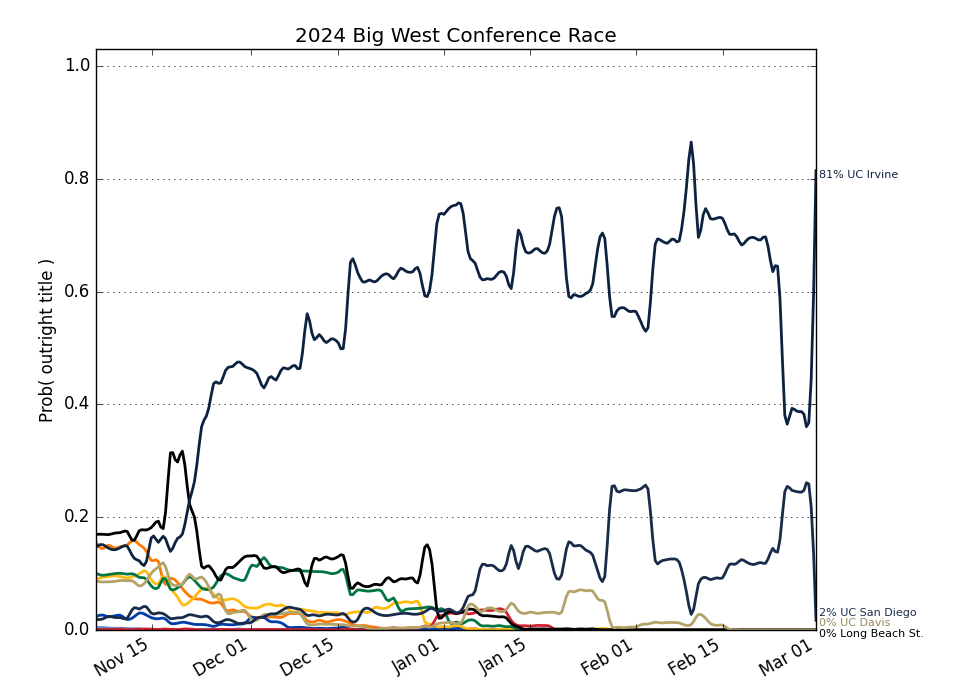 2024 Big West Conference Race
Prob( outright title )
1.0
0.8
0.6
0.4
0.2
0.0
81% UC Irvine
2% UC San Diego
0% UC Davis
0% Long Beach St.
Nov 15
Dec 01
Dec 15
Jan 01
Jan 15
Feb 01
Feb 15
Mar 01